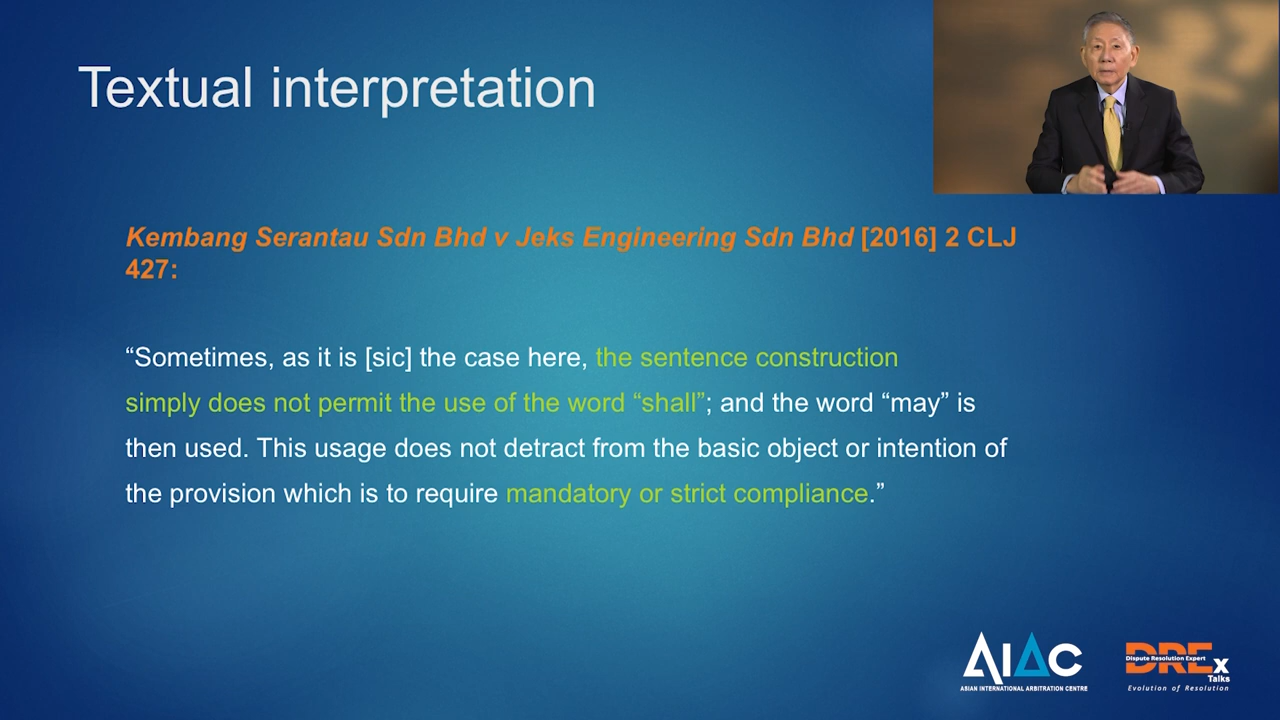 Textual interpretation
Kembang Serantau Sdn Bhd v Jeks Engineering Sdn Bhd [2016] 2 CLJ
427:
“Sometimes, as it is [sic] the case here, the sentence construction
simply does not permit the use of the word “shall”; and the word “may” is
then used. This usage does not detract from the basic object or intention of
the provision which is to require mandatory or strict compliance.”
AIAC
ASIAN INTERNATIONAL ARBITRATION CENTRE
DREx
Dispute Resolution Expert
Talks
Evolution of Resolution